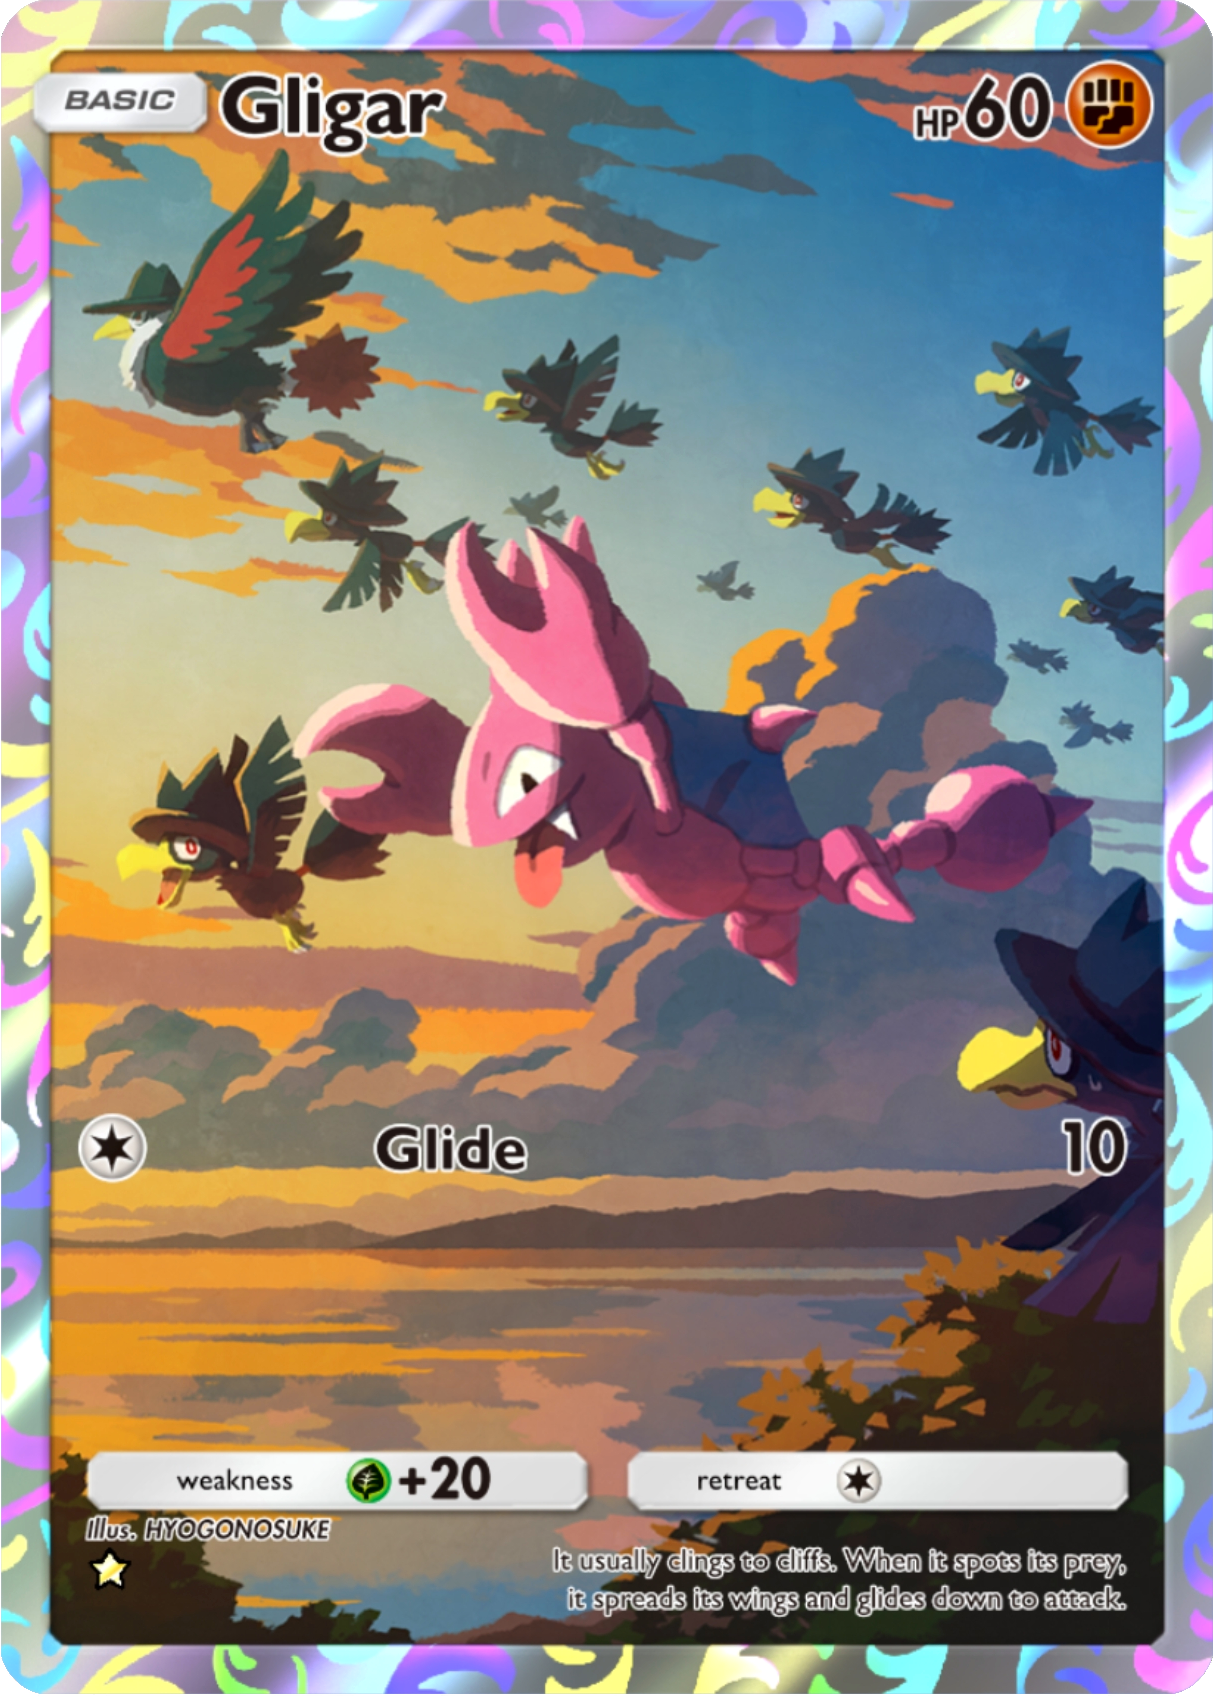 BASIC Gligar HP60
Glide 10
weakness +20 retreat
Illus. HYOGONOSUKE
It usually clings to cliffs. When it spots its prey,
it spreads its wings and glides down to attack.